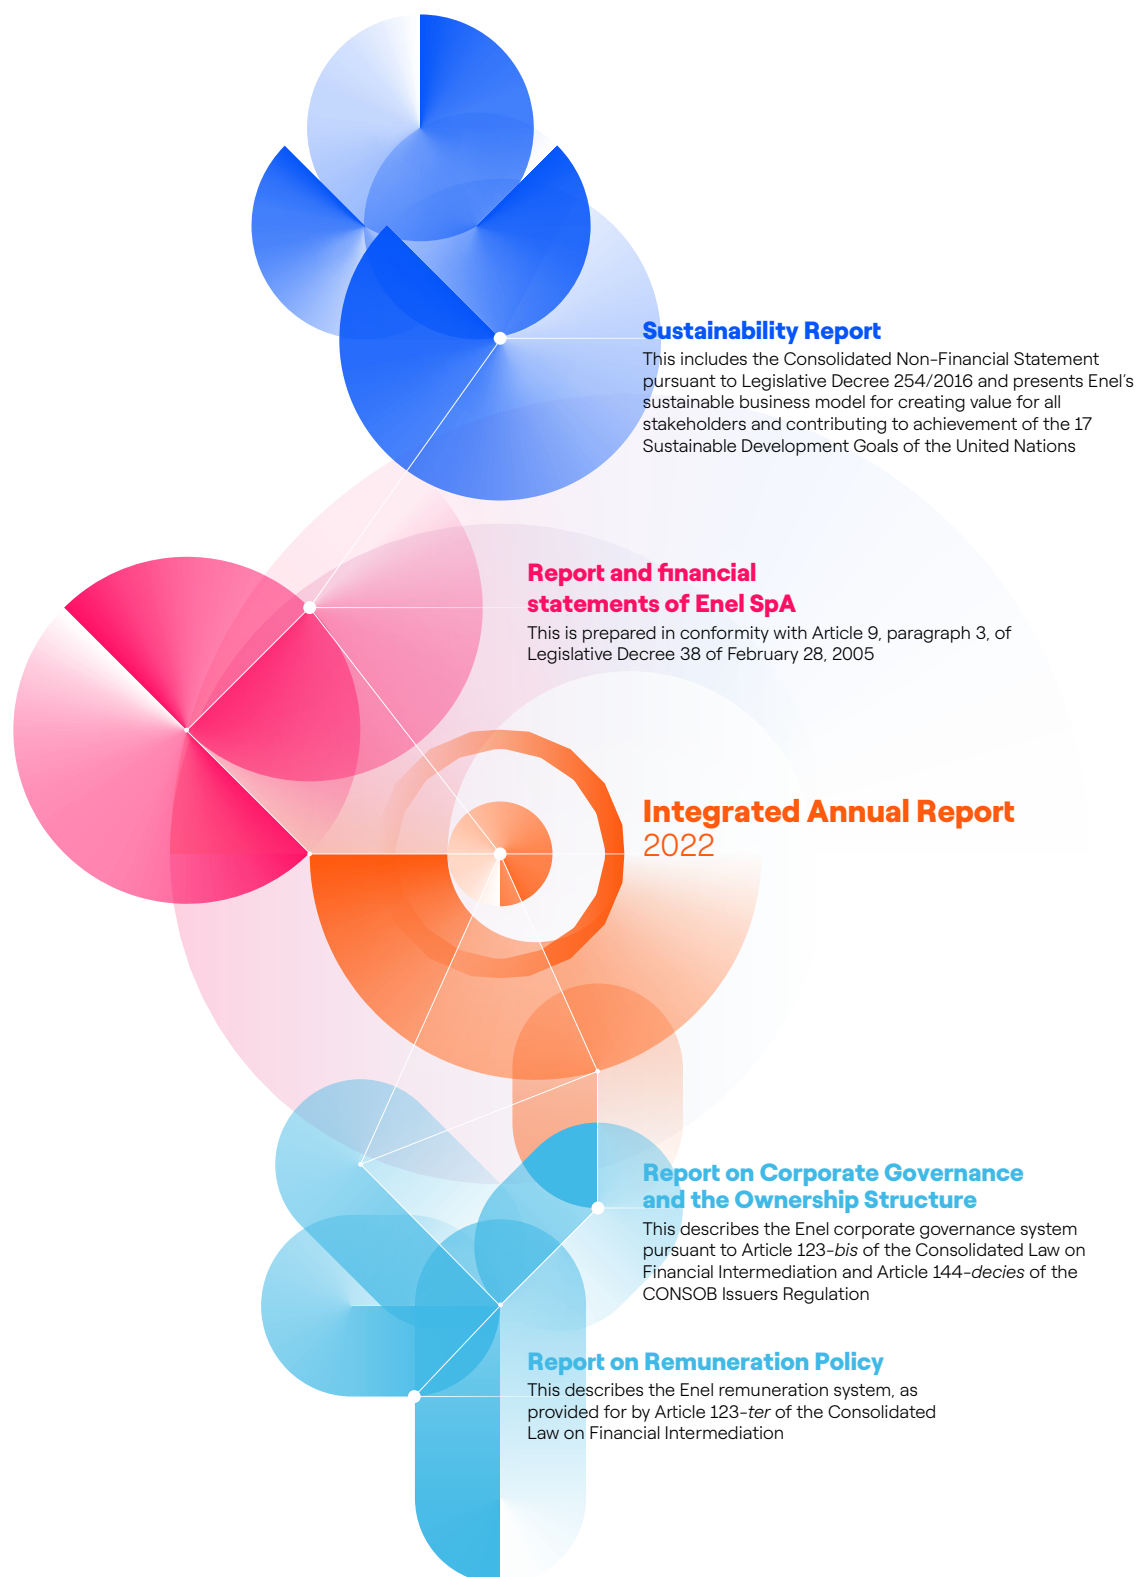 Sustainability Report
This includes the Consolidated Non-Financial Statement
pursuant to Legislative Decree 254/2016 and presents Enel’s
sustainable business model for creating value for all
stakeholders and contributing to achievement of the 17
Sustainable Development Goals of the United Nations
Report and financial
statements of Enel SpA
This is prepared in conformity with Article 9, paragraph 3, of
Legislative Decree 38 of February 28, 2005
Integrated Annual Report
2022
Report on Corporate Governance
and the Ownership Structure
This describes the Enel corporate governance system
pursuant to Article 123-bis of the Consolidated Law on
Financial Intermediation and Article 144-decies of the
CONSOB Issuers Regulation
Report on Remuneration Policy
This describes the Enel remuneration system, as
provided for by Article 123-ter of the Consolidated
Law on Financial Intermediation